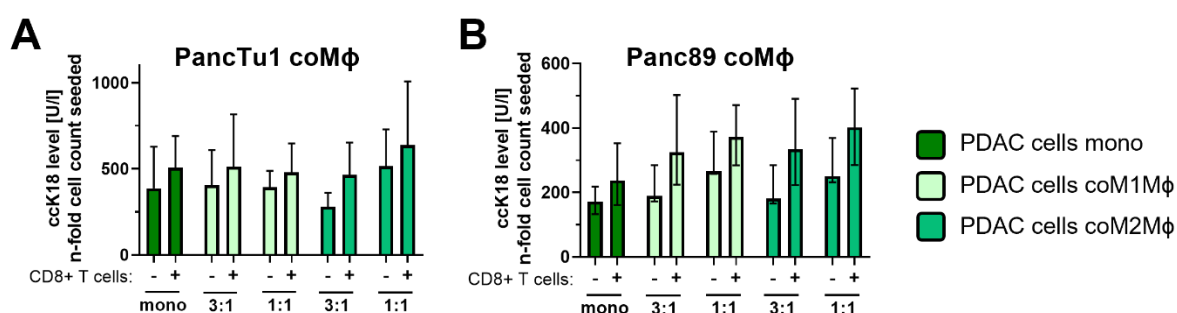 A
PancTu1 coMϕ
ccK18 level [U/l]
n-fold cell count seeded
1000
500
0
CD8+ T cells: - + - + - + - + - +
mono 3:1 1:1 3:1 1:1
B
Panc89 coMϕ
ccK18 level [U/l]
n-fold cell count seeded
600
400
200
0
CD8+ T cells: - + - + - + - + - +
mono 3:1 1:1 3:1 1:1
PDAC cells mono
PDAC cells coM1Mϕ
PDAC cells coM2Mϕ